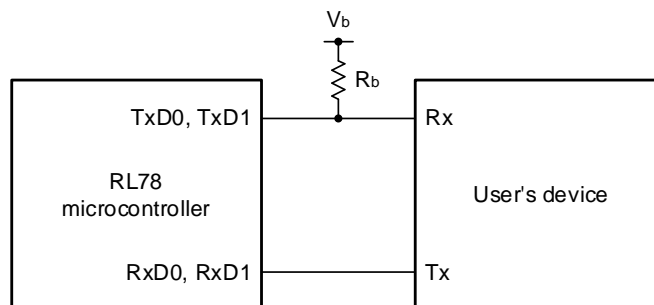 Vb
Rb
TxD0, TxD1
Rx
RL78
microcontroller
User's device
RxD0, RxD1
Tx